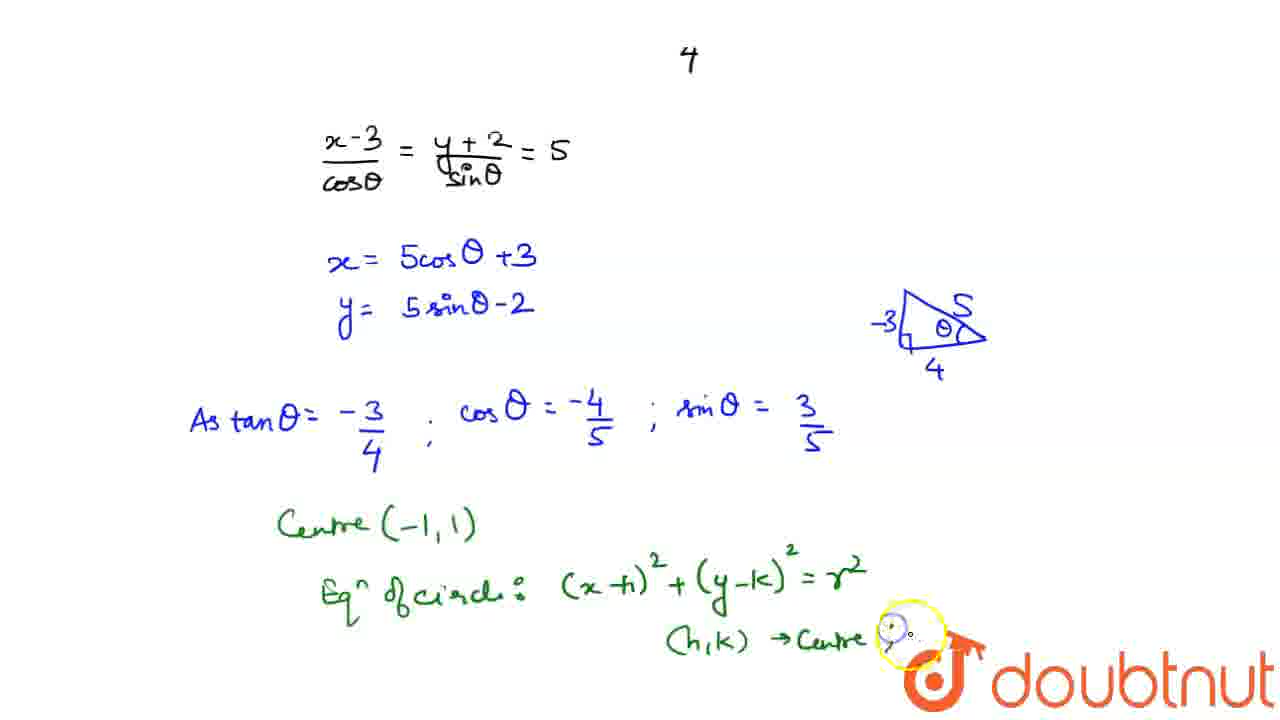 4
x-3/cosθ = y+2/sinθ = 5
x = 5cosθ +3
y = 5sinθ - 2
-3 θ 5
4
As tanθ = -3/4 ; cosθ = -4/5 ; sinθ = 3/5
Centre (-1, 1)
Eqⁿ of circle : (x-h)² + (y-k)² = r²
(h,k) → Centre ;
doubtnut